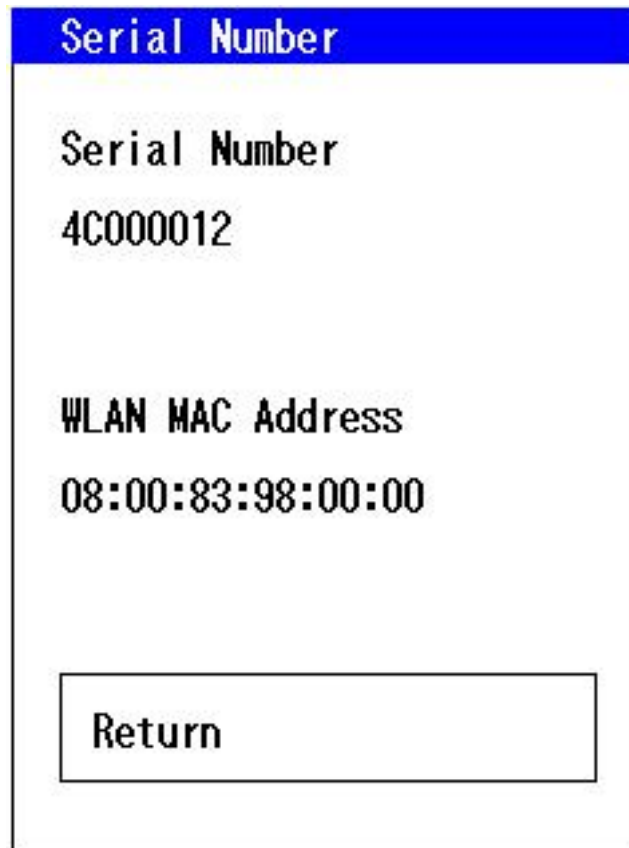 Serial Number
Serial Number
4C000012
WLAN MAC Address
08:00:83:98:00:00
Return